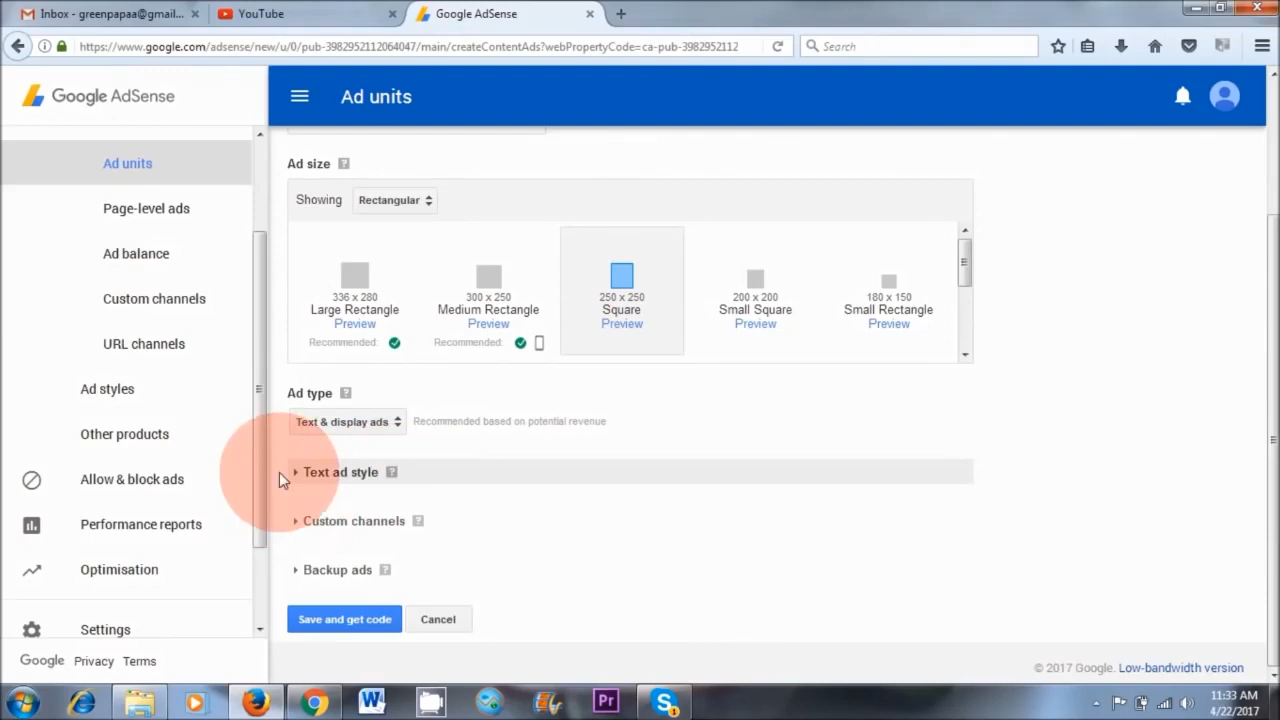 Inbox - greenpapaa@gmail...
YouTube
Google AdSense
https://www.google.com/adsense/new/u/0/pub-3982952112064047/main/createContentAds?webPropertyCode=ca-pub-3982952112
Search
Google AdSense
Ad units
Ad units
Page-level ads
Ad balance
Custom channels
URL channels
Ad styles
Other products
Allow & block ads
Performance reports
Optimisation
Settings
Google Privacy Terms
Ad size ?
Showing Rectangular
336 x 280
Large Rectangle
Preview
Recommended:
300 x 250
Medium Rectangle
Preview
Recommended:
250 x 250
Square
Preview
200 x 200
Small Square
Preview
180 x 150
Small Rectangle
Preview
Ad type ?
Text & display ads Recommended based on potential revenue
Text ad style ?
Custom channels ?
Backup ads ?
Save and get code Cancel
© 2017 Google. Low-bandwidth version
W
Pr
S 1
11:33 AM
4/22/2017